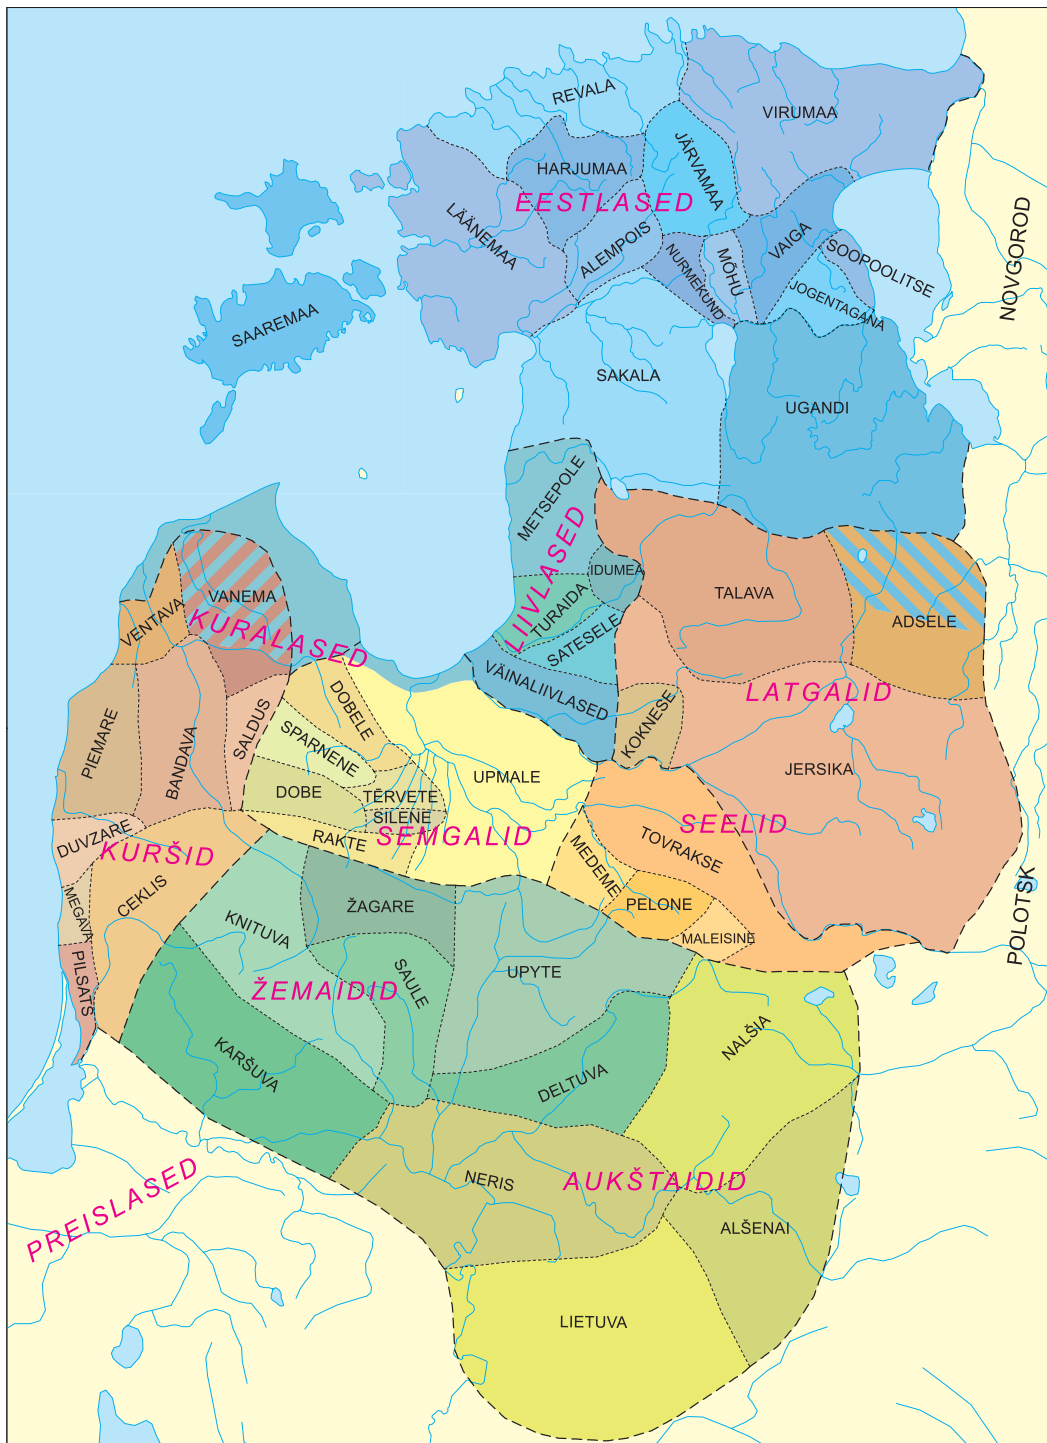 REVALA
VIRUMAA
HARJUMAA
JÄRVAMAA
EESTLASED
LÄÄNEMAA
ALEMPOIS
NURMEKUND
MÕHU
VAIGA
SOOPOOLITSE
JOGENTAGANA
NOVGOROD
SAAREMAA
SAKALA
UGANDI
METSEPOLE
LIIVLASED
IDUMEA
TURAIDA
SATESELE
VÄINALIIVLASED
TALAVA
ADSELE
VANEMA
VENTAVA
KURALASED
LATGALID
KOKNESE
JERSIKA
PIEMARE
BANDAVA
SALDUS
DOBELE
SPARNENE
DOBE
TĒRVETE
SILENE
UPMALE
RAKTE
SEMGALID
SEELID
TOVRAKSE
MEDEME
PELONE
MALEISINE
DUVZARE
KURŠID
CEKLIS
MEGAVA
PILSATS
POLOTSK
ŽAGARE
KNITUVA
SAULE
ŽEMAIDID
UPYTE
KARŠUVA
DELTUVA
NALŠIA
NERIS
AUKŠTAIDID
PREISLASED
ALŠENAI
LIETUVA